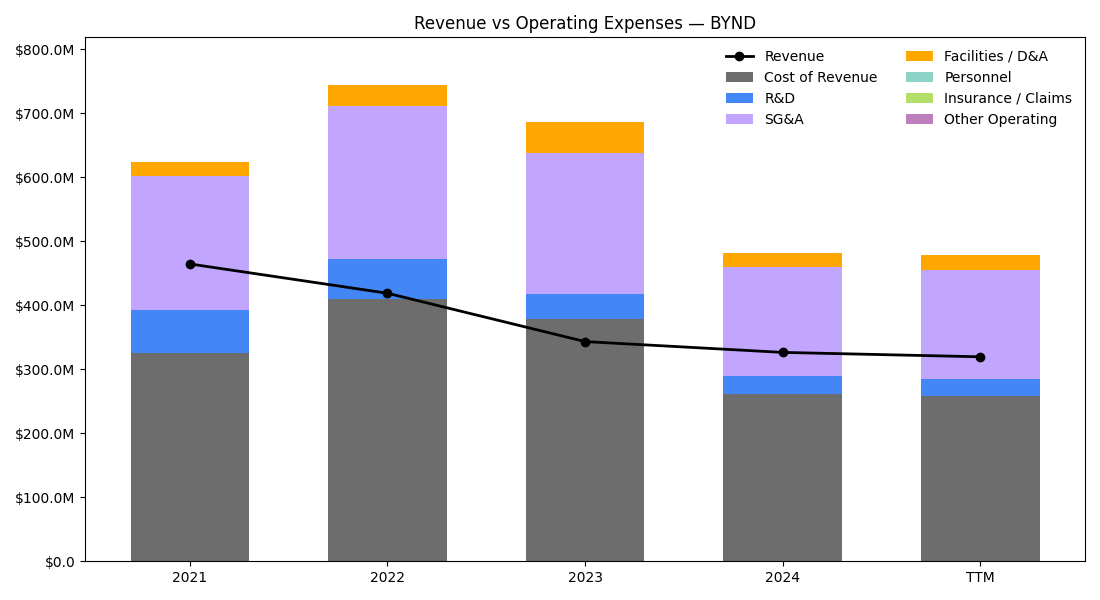 Revenue vs Operating Expenses — BYND
$800.0M
$700.0M
$600.0M
$500.0M
$400.0M
$300.0M
$200.0M
$100.0M
$0.0
Revenue
Cost of Revenue
R&D
SG&A
Facilities / D&A
Personnel
Insurance / Claims
Other Operating
2021
2022
2023
2024
TTM